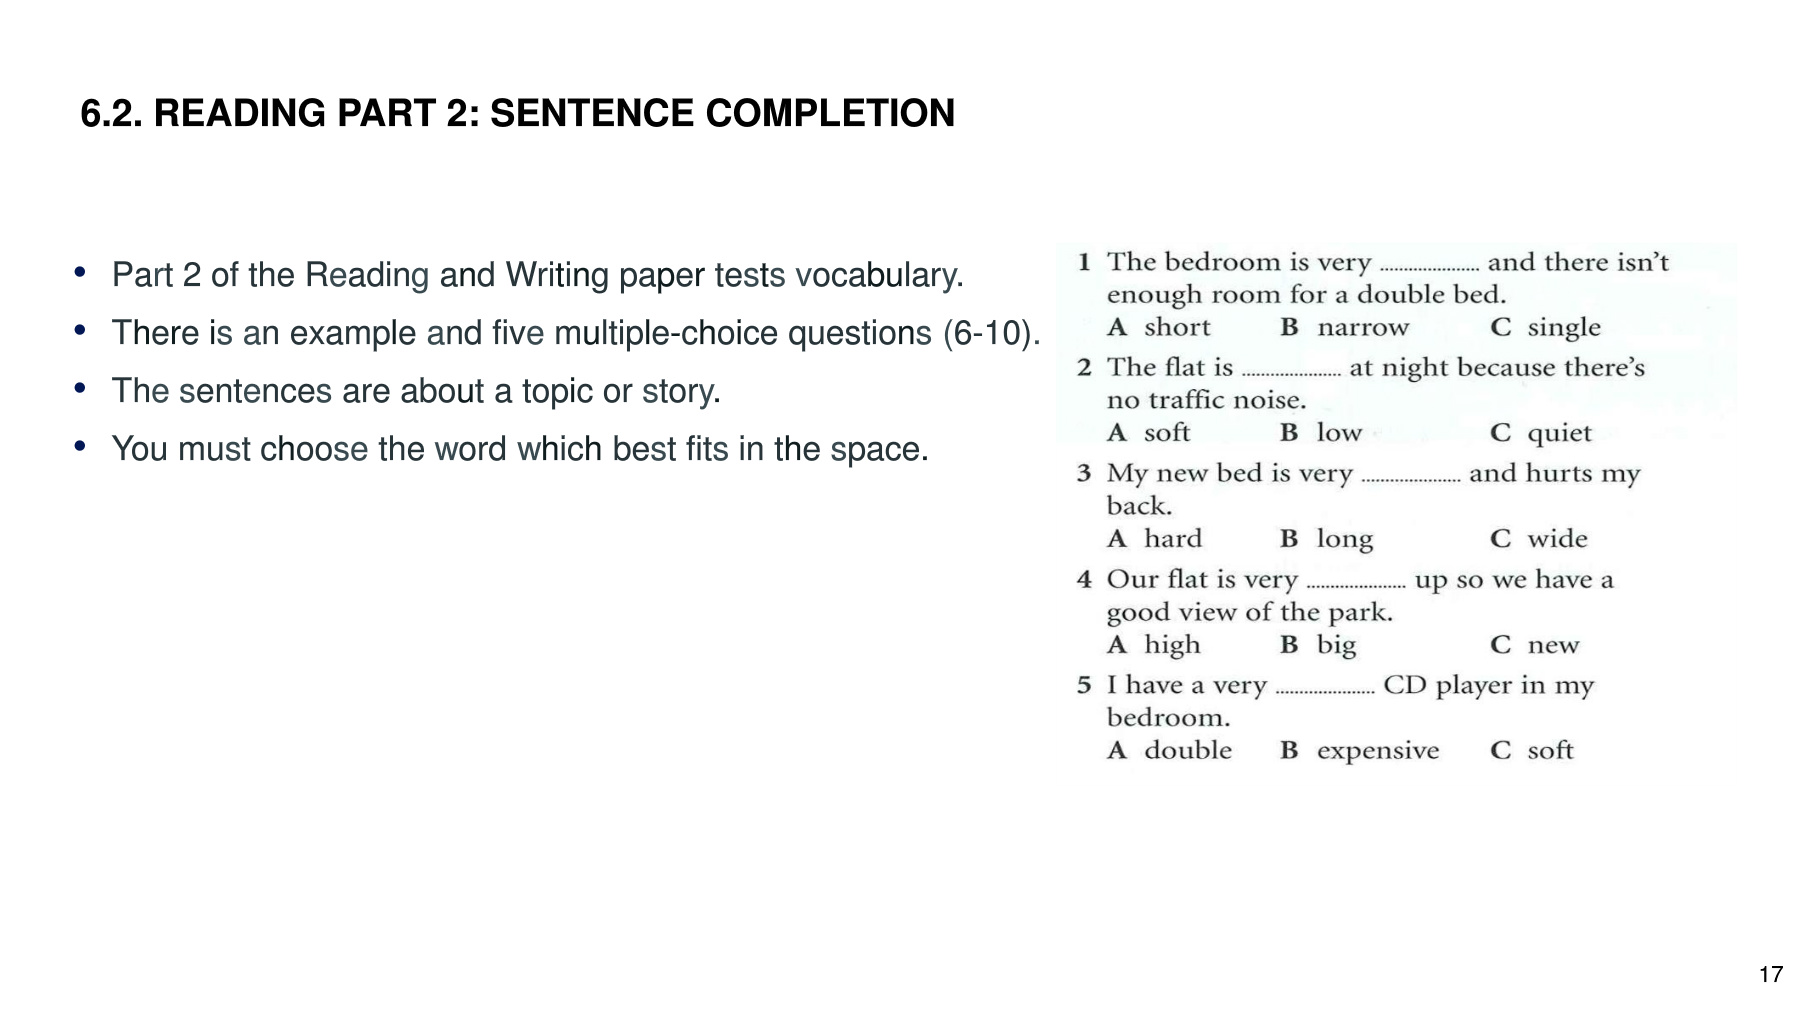 6.2. READING PART 2: SENTENCE COMPLETION
• Part 2 of the Reading and Writing paper tests vocabulary.
• There is an example and five multiple-choice questions (6-10).
• The sentences are about a topic or story.
• You must choose the word which best fits in the space.
1 The bedroom is very .................... and there isn't
enough room for a double bed.
A short B narrow C single
2 The flat is .................... at night because there's
no traffic noise.
A soft B low C quiet
3 My new bed is very .................... and hurts my
back.
A hard B long C wide
4 Our flat is very .................... up so we have a
good view of the park.
A high B big C new
5 I have a very .................... CD player in my
bedroom.
A double B expensive C soft
17